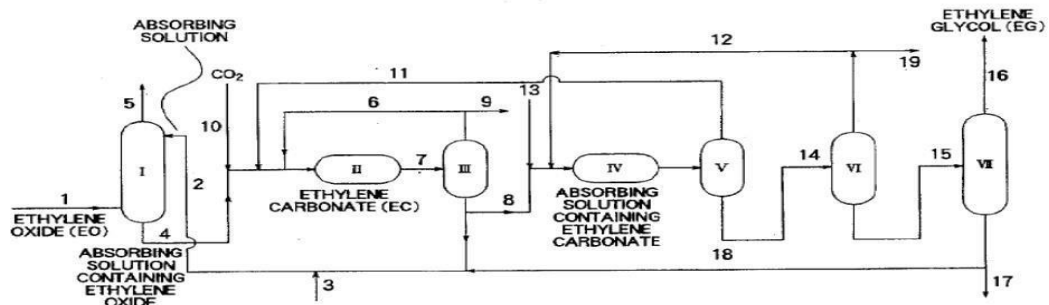 ABSORBING
SOLUTION
ETHYLENE
GLYCOL (EG)
CO2
12
19
11
13
16
5
6
9
10
I
II
7
III
IV
V
14
VI
15
VII
2
1
ETHYLENE
OXIDE (EO)
4
ETHYLENE
CARBONATE (EC)
8
ABSORBING
SOLUTION
CONTAINING
ETHYLENE
CARBONATE
ABSORBING
SOLUTION
CONTAINING
ETHYLENE
OXIDE
3
18
17